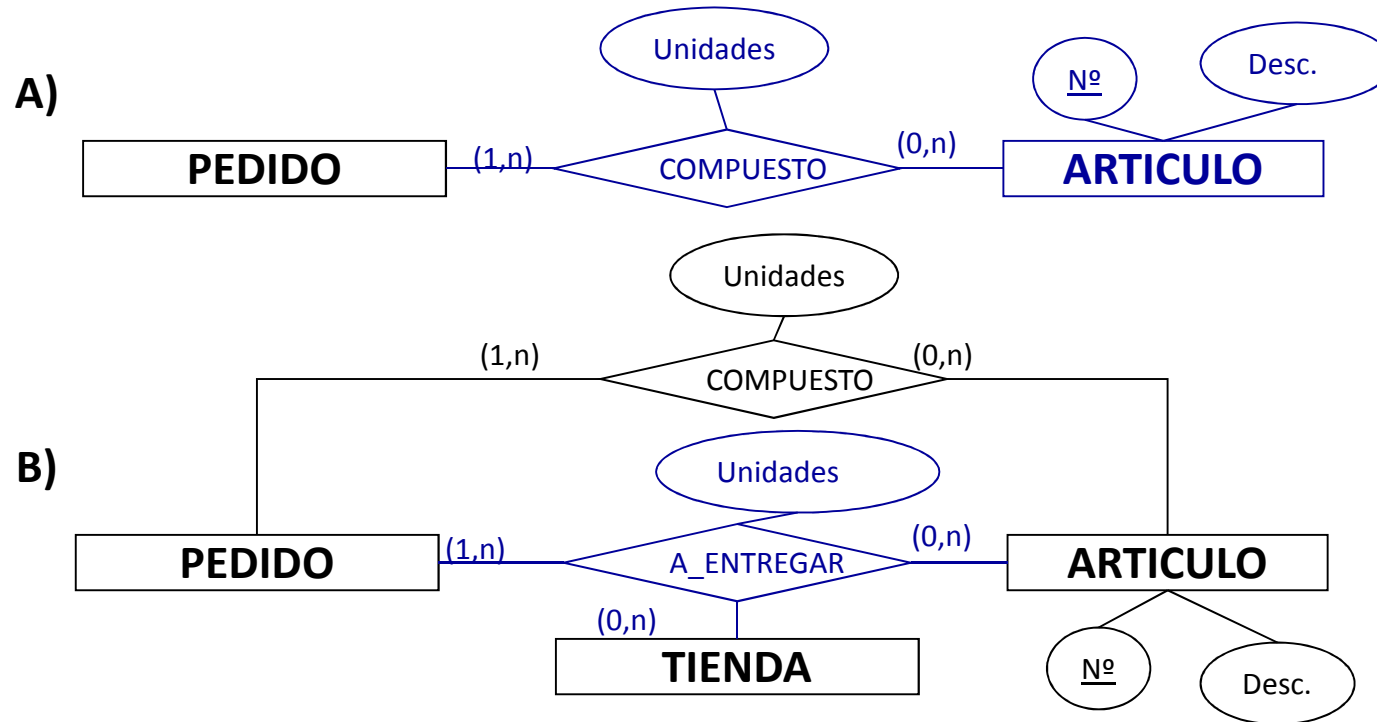 Unidades
Nº
Desc.
A)
PEDIDO
(1,n)
COMPUESTO
(0,n)
ARTICULO
Unidades
(1,n)
COMPUESTO
(0,n)
B)
Unidades
PEDIDO
(1,n)
A_ENTREGAR
(0,n)
ARTICULO
(0,n)
TIENDA
Nº
Desc.